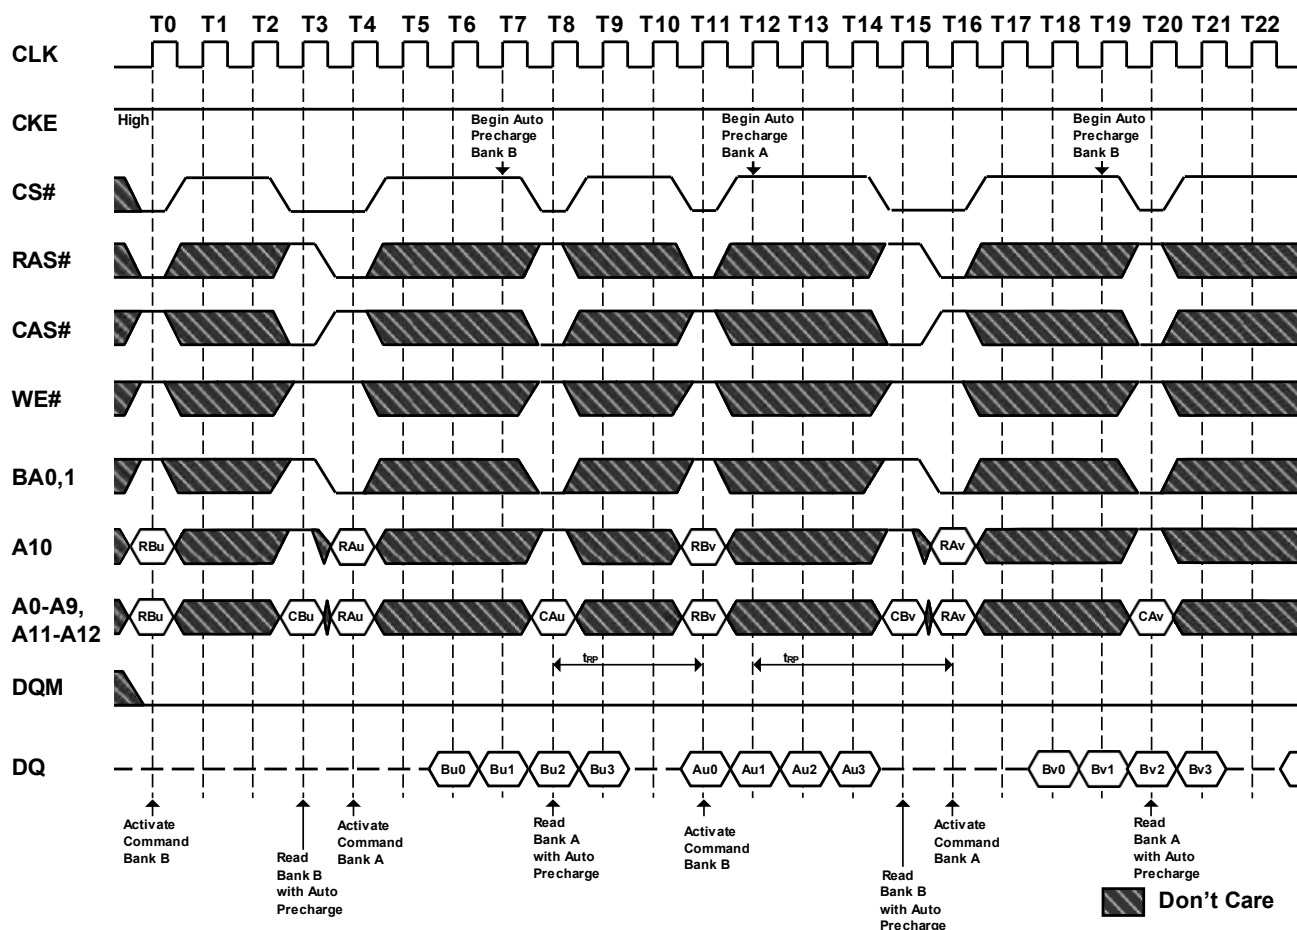 T0 T1 T2 T3 T4 T5 T6 T7 T8 T9 T10 T11 T12 T13 T14 T15 T16 T17 T18 T19 T20 T21 T22
CLK
CKE
High
Begin Auto
Precharge
Bank B
Begin Auto
Precharge
Bank A
Begin Auto
Precharge
Bank B
CS#
RAS#
CAS#
WE#
BA0,1
A10
RBu RAu RBv RAv
A0-A9,
A11-A12
RBu CBu RAu CAu RBv CBv RAv CAv
tRP tRP
DQM
DQ
Bu0 Bu1 Bu2 Bu3 Au0 Au1 Au2 Au3 Bv0 Bv1 Bv2 Bv3
Activate
Command
Bank B
Read
Bank B
with Auto
Precharge
Activate
Command
Bank A
Read
Bank A
with Auto
Precharge
Activate
Command
Bank B
Read
Bank B
with Auto
Precharge
Activate
Command
Bank A
Read
Bank A
with Auto
Precharge
Don't Care